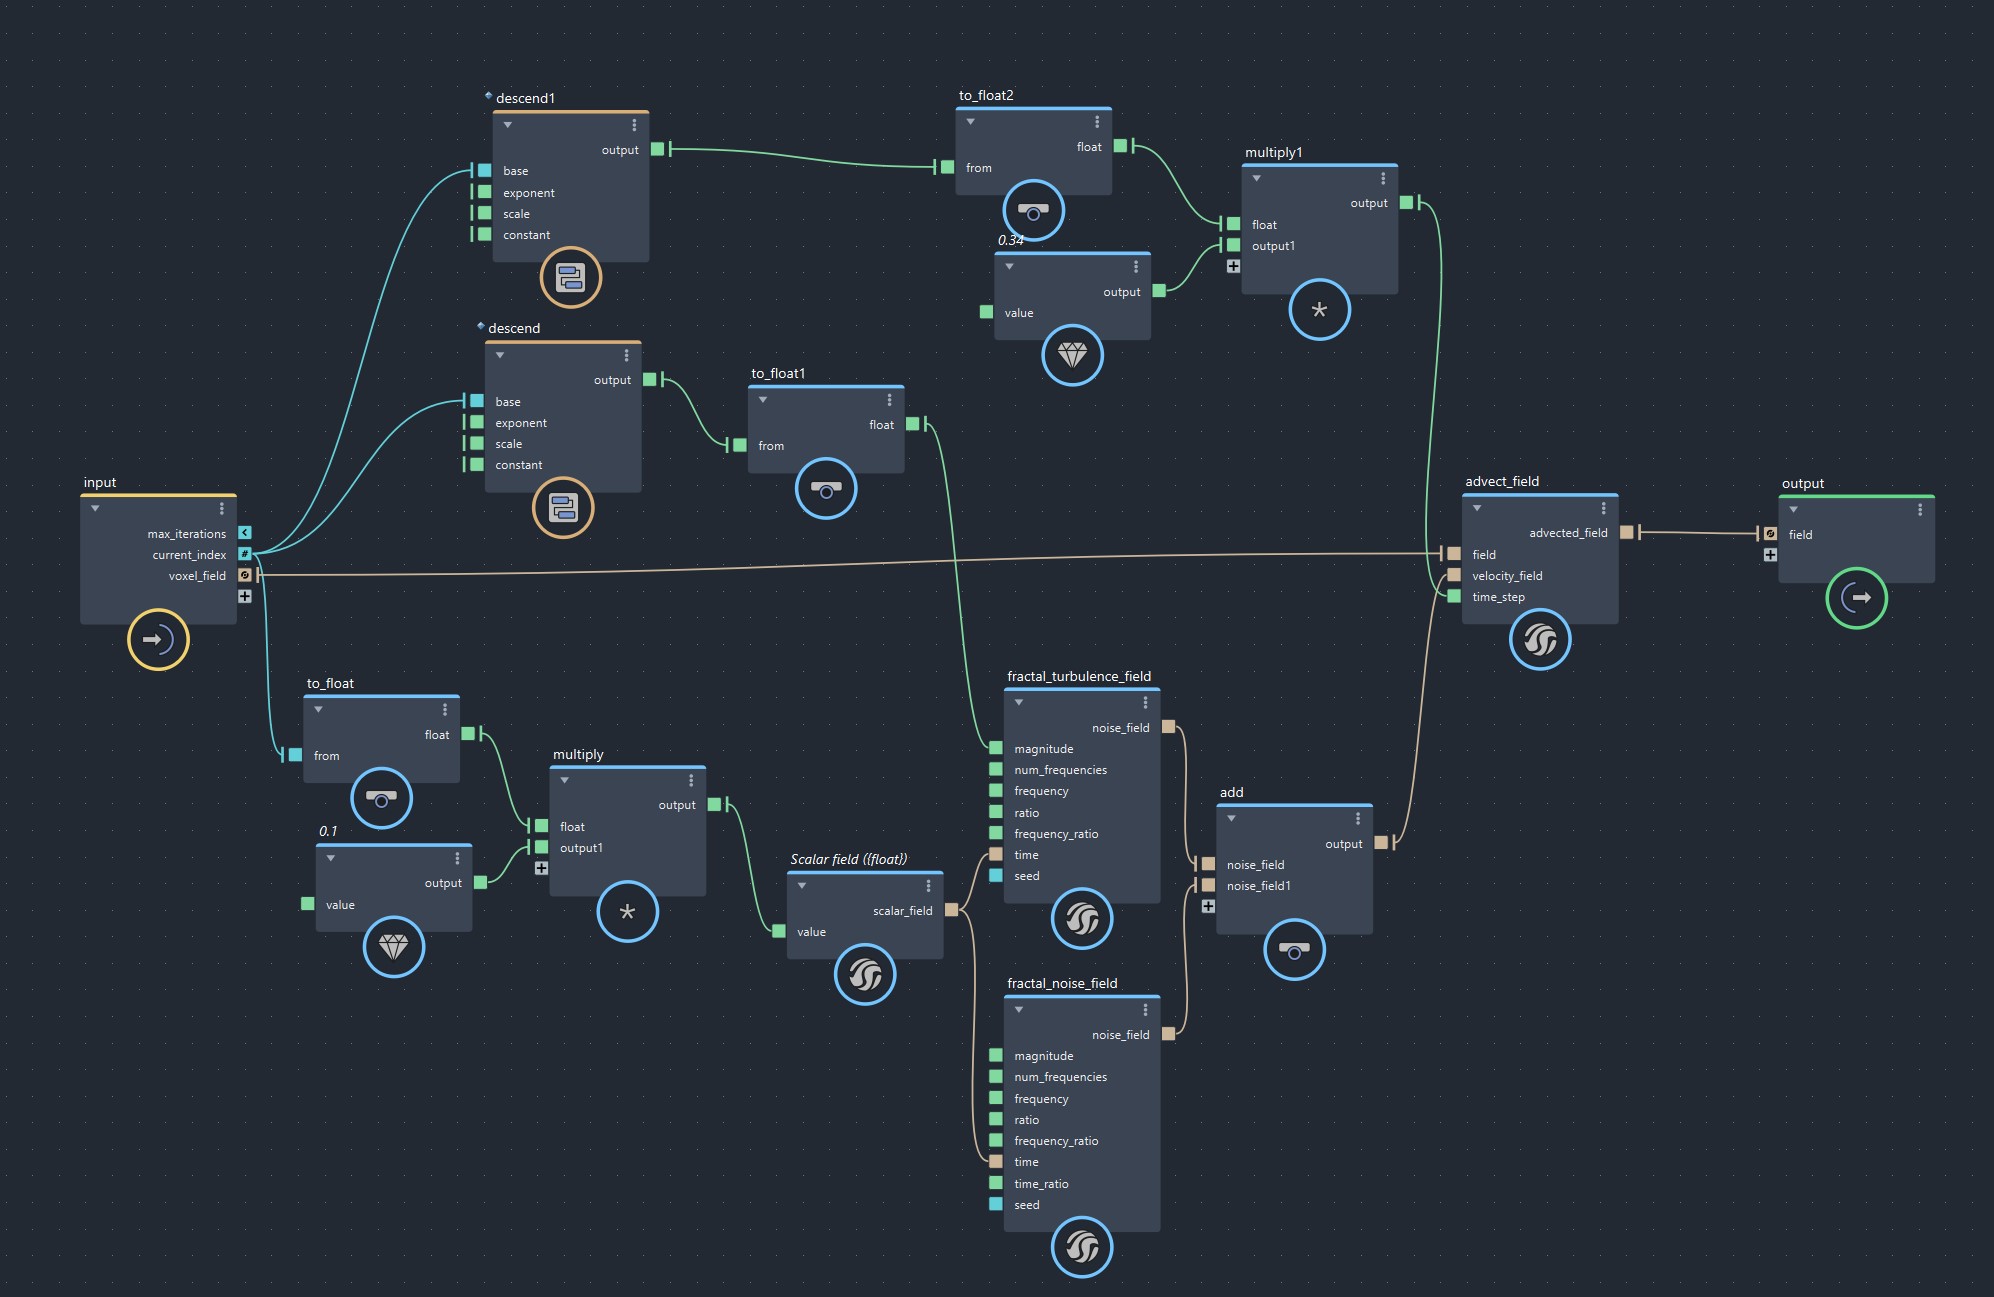 descend1
output
base
exponent
scale
constant
to_float2
float
from
0.34
output
value
multiply1
output
float
output1
descend
output
base
exponent
scale
constant
to_float1
float
from
input
max_iterations
current_index
voxel_field
advect_field
advected_field
field
velocity_field
time_step
output
field
to_float
float
from
0.1
output
value
multiply
output
float
output1
Scalar field ({float})
scalar_field
value
fractal_turbulence_field
noise_field
magnitude
num_frequencies
frequency
ratio
frequency_ratio
time
seed
add
output
noise_field
noise_field1
fractal_noise_field
noise_field
magnitude
num_frequencies
frequency
ratio
frequency_ratio
time
time_ratio
seed